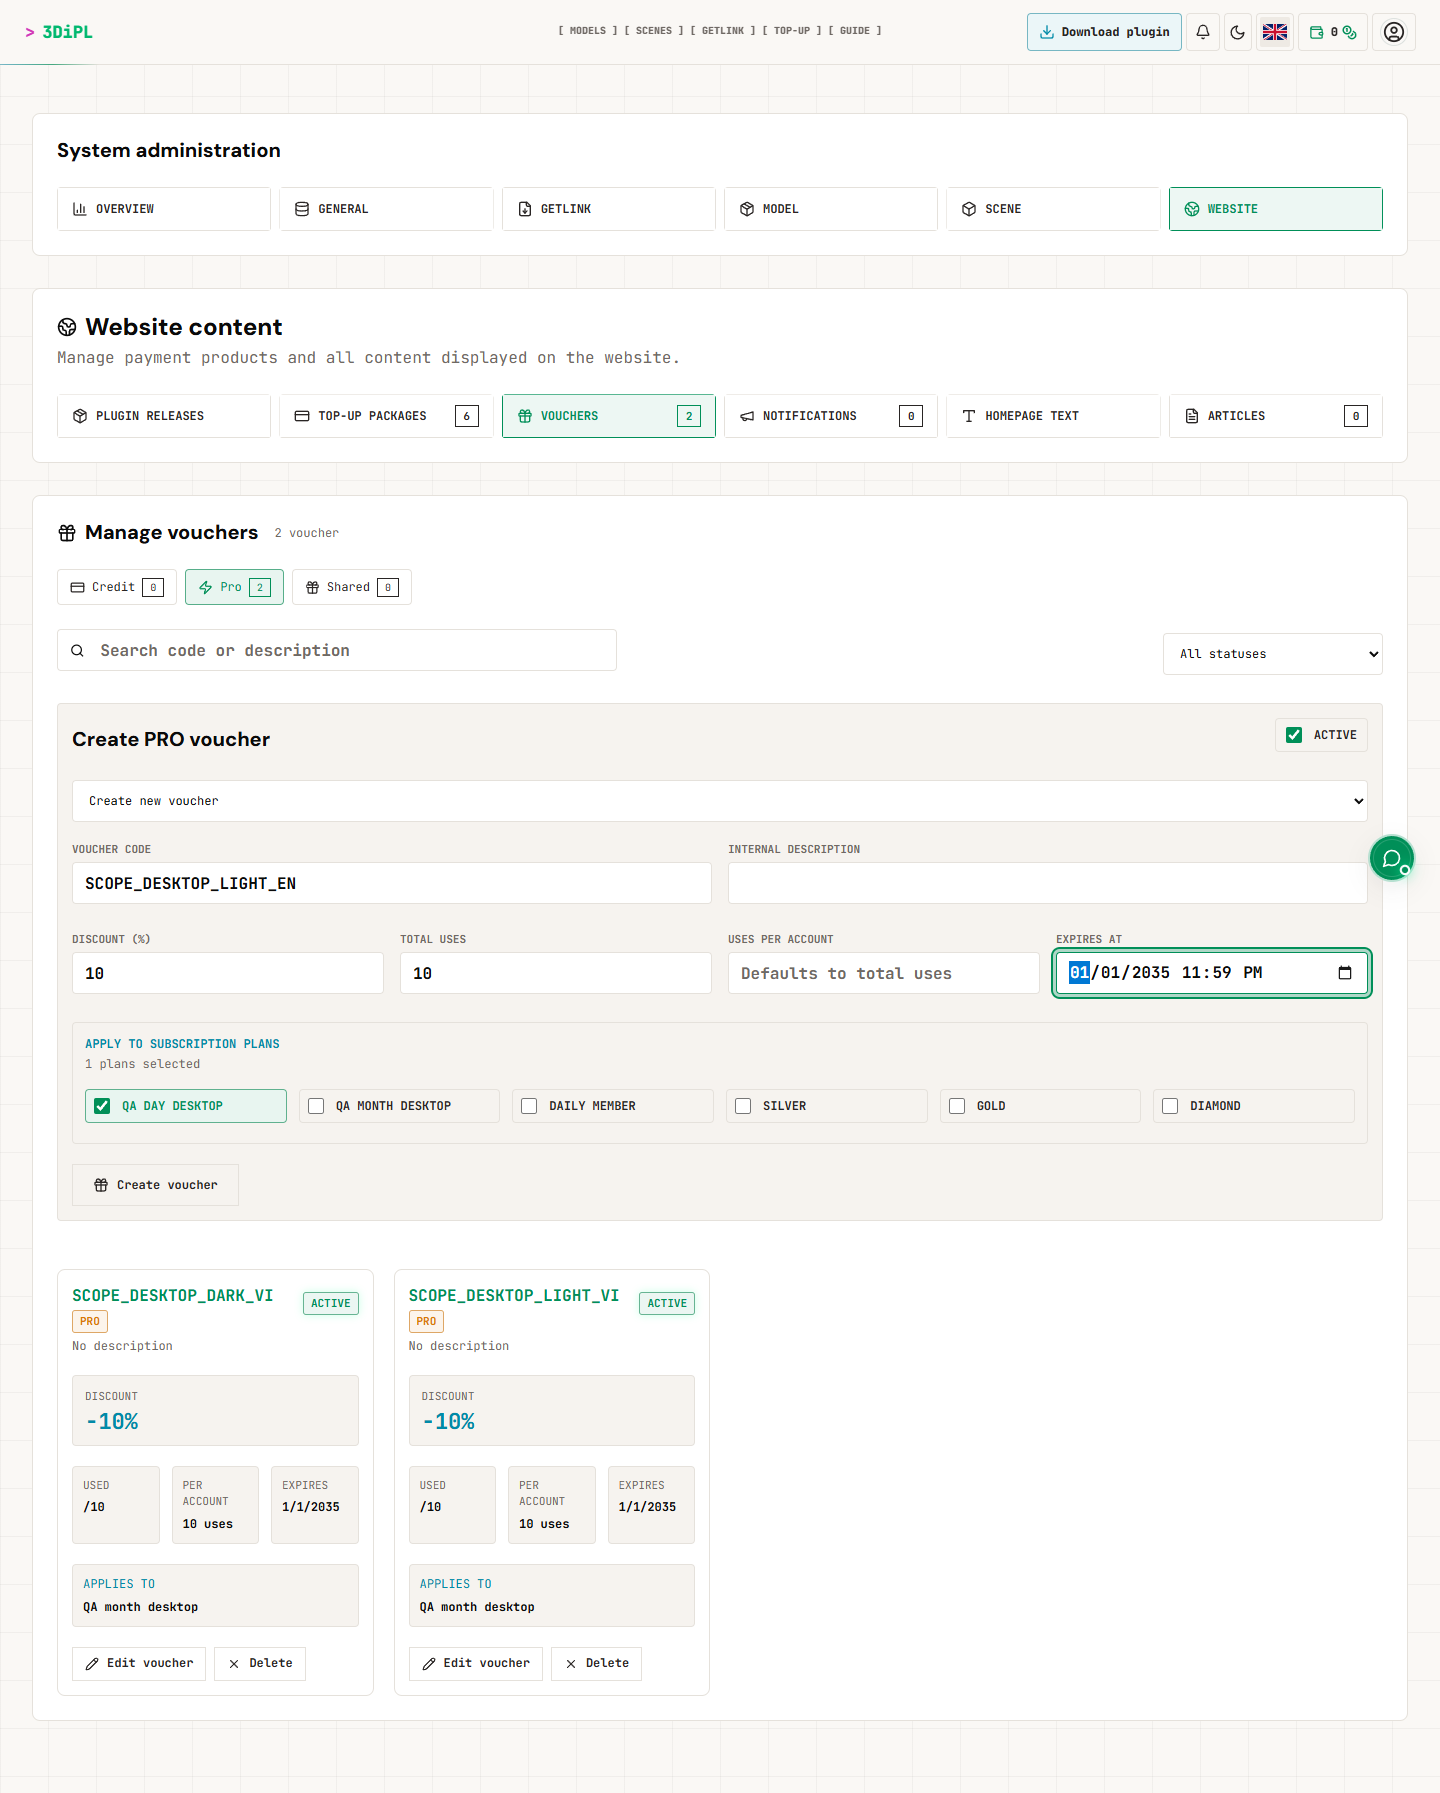 > 3DiPL
[ MODELS ] [ SCENES ] [ GETLINK ] [ TOP-UP ] [ GUIDE ]
Download plugin
0
System administration
OVERVIEW
GENERAL
GETLINK
MODEL
SCENE
WEBSITE
Website content
Manage payment products and all content displayed on the website.
PLUGIN RELEASES
TOP-UP PACKAGES 6
VOUCHERS 2
NOTIFICATIONS 0
HOMEPAGE TEXT
ARTICLES 0
Manage vouchers 2 voucher
Credit 0
Pro 2
Shared 0
Search code or description
All statuses
Create PRO voucher
ACTIVE
Create new voucher
VOUCHER CODE
INTERNAL DESCRIPTION
SCOPE_DESKTOP_LIGHT_EN
DISCOUNT (%)
TOTAL USES
USES PER ACCOUNT
EXPIRES AT
10
10
Defaults to total uses
01/01/2035 11:59 PM
APPLY TO SUBSCRIPTION PLANS
1 plans selected
QA DAY DESKTOP
QA MONTH DESKTOP
DAILY MEMBER
SILVER
GOLD
DIAMOND
Create voucher
SCOPE_DESKTOP_DARK_VI
ACTIVE
PRO
No description
DISCOUNT
-10%
USED
/10
PER ACCOUNT
10 uses
EXPIRES
1/1/2035
APPLIES TO
QA month desktop
Edit voucher
Delete
SCOPE_DESKTOP_LIGHT_VI
ACTIVE
PRO
No description
DISCOUNT
-10%
USED
/10
PER ACCOUNT
10 uses
EXPIRES
1/1/2035
APPLIES TO
QA month desktop
Edit voucher
Delete